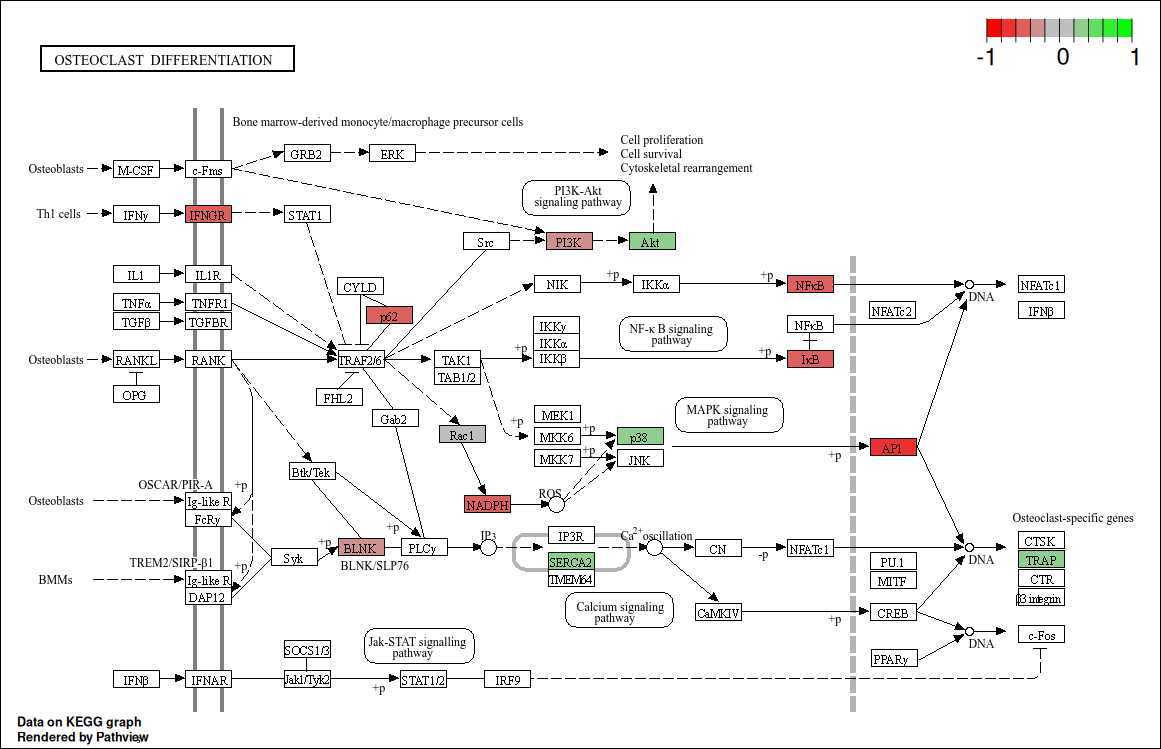 -1 0 1
OSTEOCLAST DIFFERENTIATION
Bone marrow-derived monocyte/macrophage precursor cells
GRB2
ERK
Cell proliferation
Cell survival
Cytoskeletal rearrangement
Osteoblasts
M-CSF
c-Fms
PI3K-Akt
signaling pathway
Th1 cells
IFNγ
IFNGR
STAT1
Src
PI3K
Akt
IL1
IL1R
CYLD
NIK
+p
IKKα
+p
NFκB
DNA
NFATc1
TNFα
TNFR1
p62
NFATc2
IFNβ
TGFβ
TGFBR
IKKγ
IKKα
IKKβ
NF-κ B signaling
pathway
NFκB
Osteoblasts
RANKL
RANK
TRAF2/6
TAK1
TAB1/2
+p
+p
IκB
OPG
FHL2
Gab2
Rac1
+p
MEK1
MKK6
MKK7
+p
+p
p38
JNK
MAPK signaling
pathway
+p
AP1
Btk/Tek
OSCAR/PIR-A
+p
Osteoblasts
Ig-like R
FcRγ
NADPH
ROS
Osteoclast-specific genes
+p
Syk
+p
BLNK
BLNK/SLP76
PLCγ
IP3
IP3R
SERCA2
TMEM64
Ca2+ oscillation
CN
-p
NFATc1
DNA
CTSK
TRAP
CTR
β3 integrin
TREM2/SIRP-β1
+p
BMMs
Ig-like R
DAP12
PU.1
MITF
Calcium signaling
pathway
CaMKIV
+p
CREB
DNA
c-Fos
PPARγ
SOCS1/3
Jak-STAT signalling
pathway
IFNβ
IFNAR
Jak1/Tyk2
+p
STAT1/2
IRF9
Data on KEGG graph
Rendered by Pathview